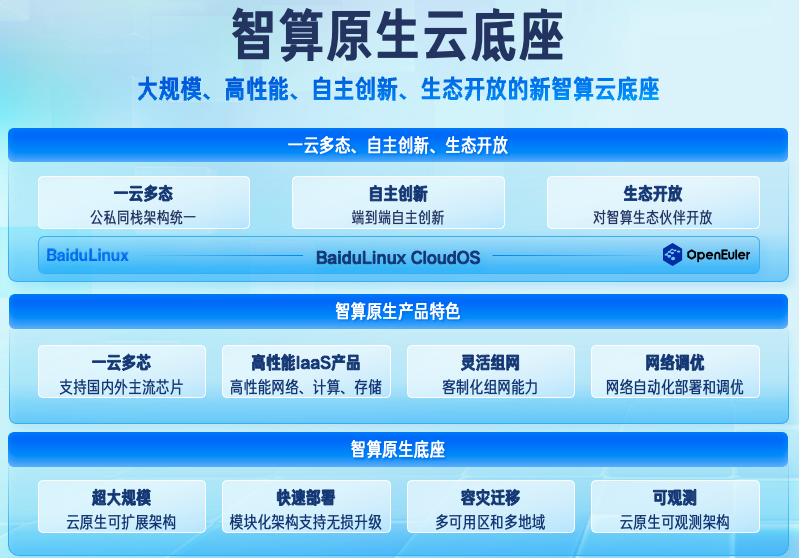 智算原生云底座
大规模、高性能、自主创新、生态开放的新智算云底座
一云多态、自主创新、生态开放
一云多态
公私同栈架构统一
自主创新
端到端自主创新
生态开放
对智算生态伙伴开放
BaiduLinux
BaiduLinux CloudOS
OpenEuler
智算原生产品特色
一云多芯
支持国内外主流芯片
高性能IaaS产品
高性能网络、计算、存储
灵活组网
客制化组网能力
网络调优
网络自动化部署和调优
智算原生底座
超大规模
云原生可扩展架构
快速部署
模块化架构支持无损升级
容灾迁移
多可用区和多地域
可观测
云原生可观测架构